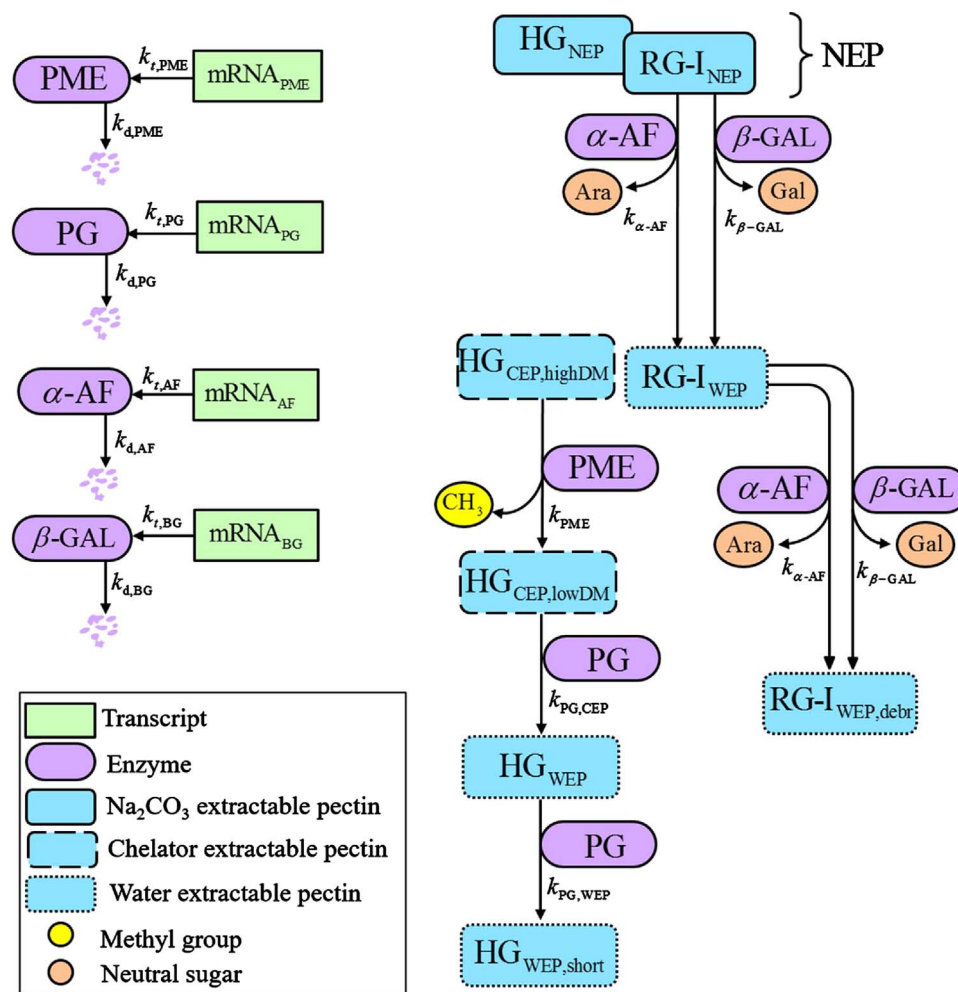 PME
k_t,PME
mRNA_PME
k_d,PME
PG
k_t,PG
mRNA_PG
k_d,PG
α-AF
k_t,AF
mRNA_AF
k_d,AF
β-GAL
k_t,BG
mRNA_BG
k_d,BG
HG_NEP
RG-I_NEP
NEP
α-AF
β-GAL
Ara
Gal
k_α-AF
k_β-GAL
HG_CEP,highDM
RG-I_WEP
PME
CH₃
k_PME
α-AF
β-GAL
Ara
Gal
k_α-AF
k_β-GAL
HG_CEP,lowDM
PG
k_PG,CEP
RG-I_WEP,debr
HG_WEP
PG
k_PG,WEP
HG_WEP,short
Transcript
Enzyme
Na₂CO₃ extractable pectin
Chelator extractable pectin
Water extractable pectin
Methyl group
Neutral sugar